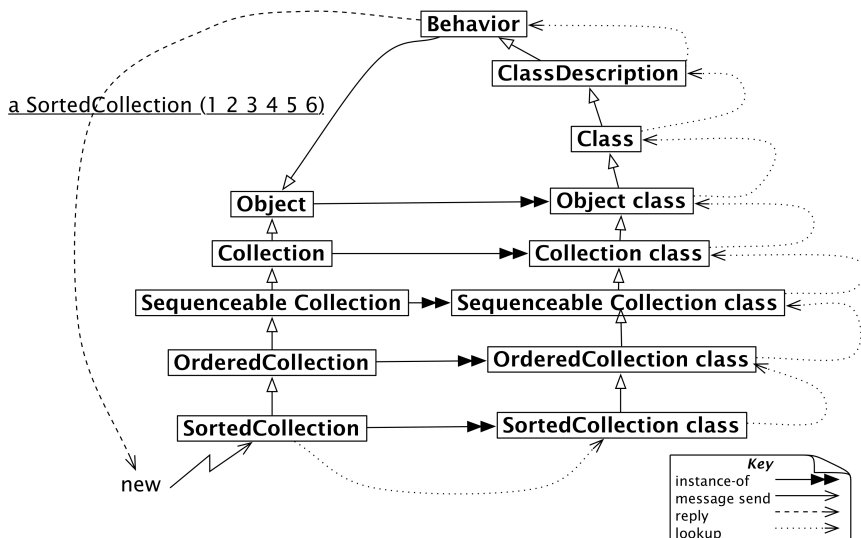 Behavior
ClassDescription
a SortedCollection (1 2 3 4 5 6)
Class
Object
Object class
Collection
Collection class
Sequenceable Collection
Sequenceable Collection class
OrderedCollection
OrderedCollection class
SortedCollection
SortedCollection class
new
Key
instance-of
message send
reply
lookup